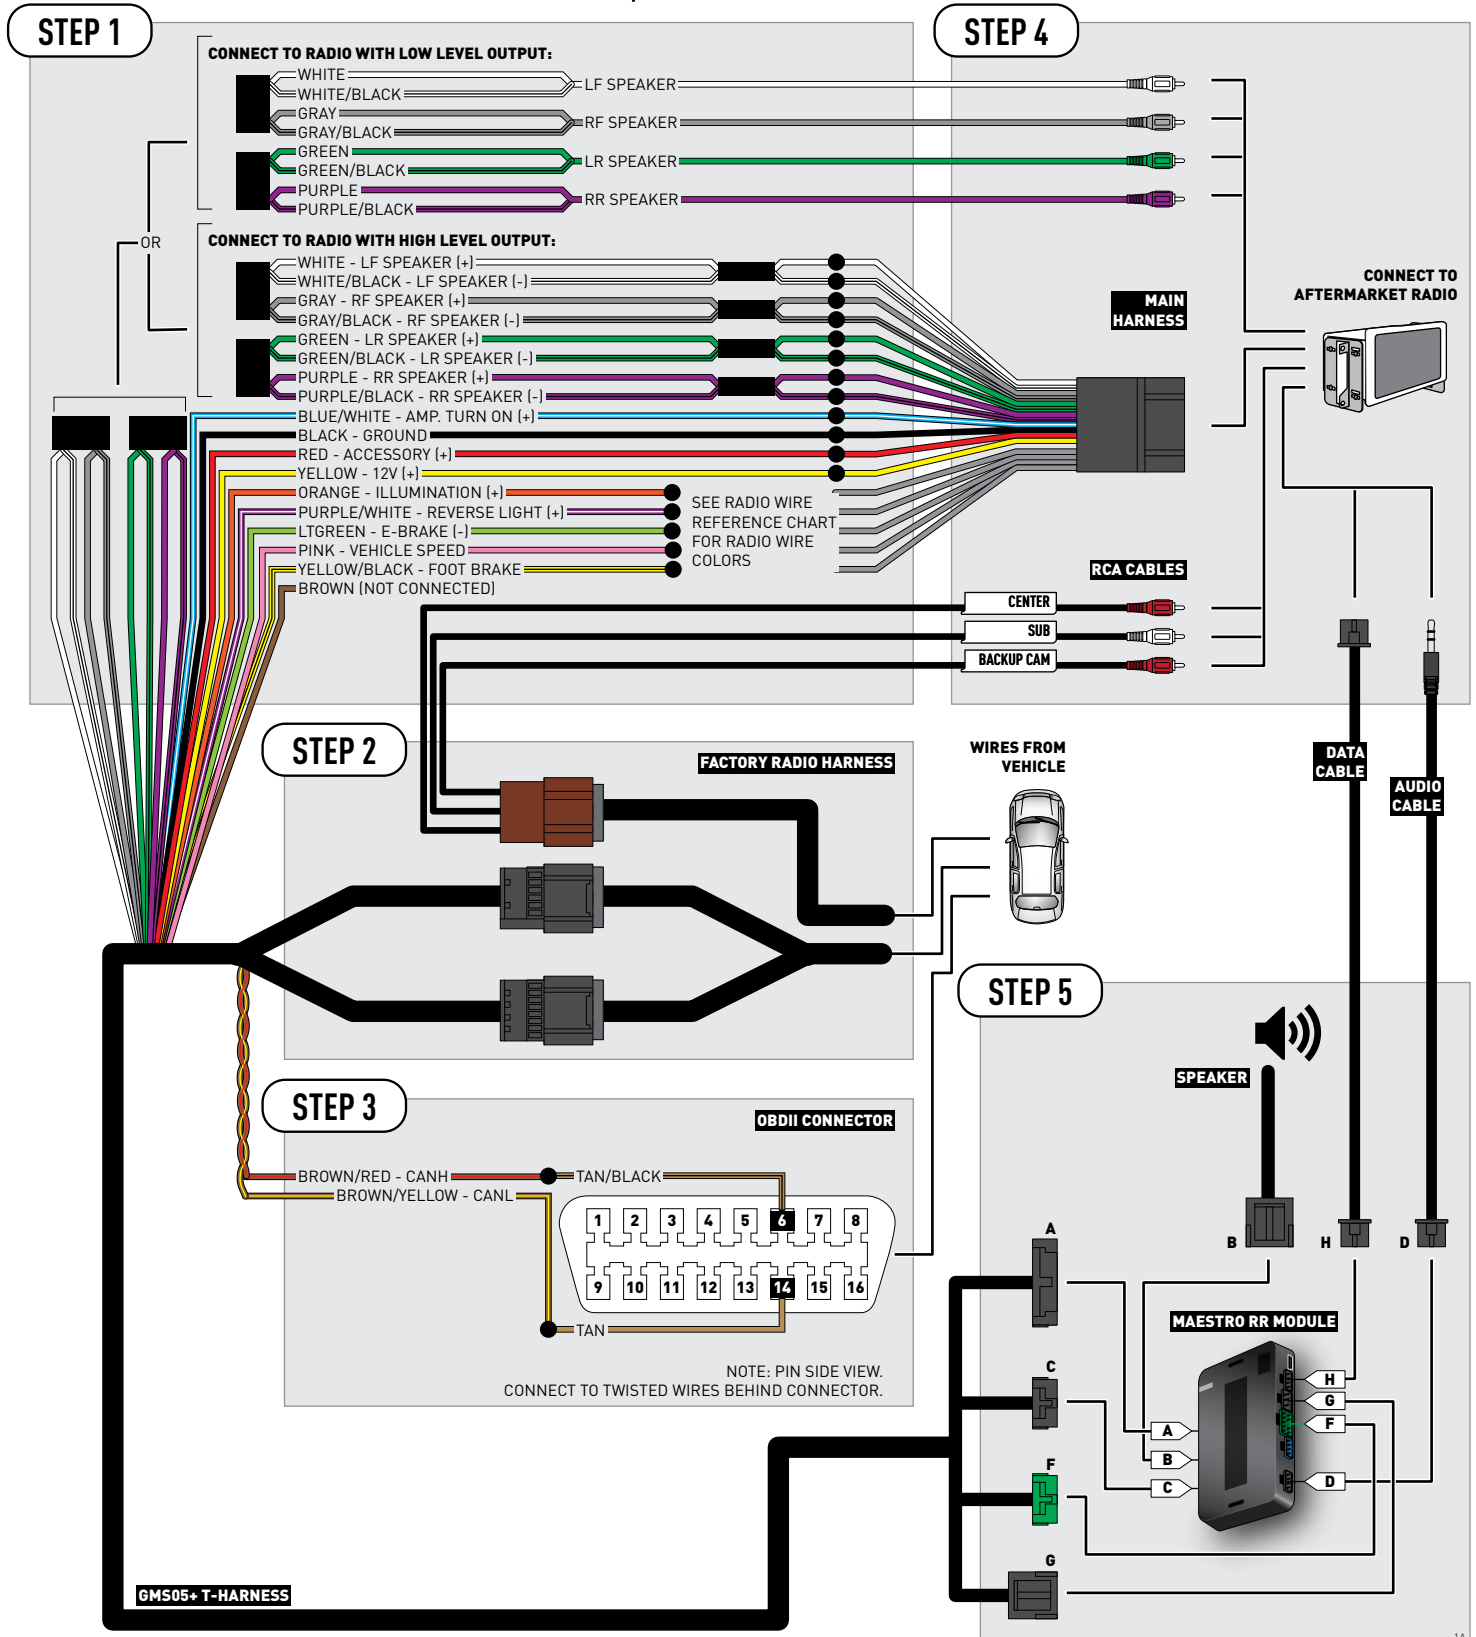 STEP 1
CONNECT TO RADIO WITH LOW LEVEL OUTPUT:
WHITE
WHITE/BLACK
LF SPEAKER
GRAY
GRAY/BLACK
RF SPEAKER
GREEN
GREEN/BLACK
LR SPEAKER
PURPLE
PURPLE/BLACK
RR SPEAKER
OR
CONNECT TO RADIO WITH HIGH LEVEL OUTPUT:
WHITE - LF SPEAKER (+)
WHITE/BLACK - LF SPEAKER (-)
GRAY - RF SPEAKER (+)
GRAY/BLACK - RF SPEAKER (-)
GREEN - LR SPEAKER (+)
GREEN/BLACK - LR SPEAKER (-)
PURPLE - RR SPEAKER (+)
PURPLE/BLACK - RR SPEAKER (-)
BLUE/WHITE - AMP. TURN ON (+)
BLACK - GROUND
RED - ACCESSORY (+)
YELLOW - 12V (+)
ORANGE - ILLUMINATION (+)
PURPLE/WHITE - REVERSE LIGHT (+)
LTGREEN - E-BRAKE (-)
PINK - VEHICLE SPEED
YELLOW/BLACK - FOOT BRAKE
BROWN (NOT CONNECTED)
SEE RADIO WIRE
REFERENCE CHART
FOR RADIO WIRE
COLORS
STEP 4
CONNECT TO
AFTERMARKET RADIO
MAIN
HARNESS
RCA CABLES
CENTER
SUB
BACKUP CAM
DATA
CABLE
AUDIO
CABLE
STEP 2
FACTORY RADIO HARNESS
WIRES FROM
VEHICLE
STEP 3
OBDII CONNECTOR
BROWN/RED - CANH
TAN/BLACK
BROWN/YELLOW - CANL
1 2 3 4 5 6 7 8
9 10 11 12 13 14 15 16
TAN
NOTE: PIN SIDE VIEW.
CONNECT TO TWISTED WIRES BEHIND CONNECTOR.
STEP 5
SPEAKER
A
B
H
D
MAESTRO RR MODULE
C
H
G
F
A
B
C
D
F
G
GMS05+ T-HARNESS